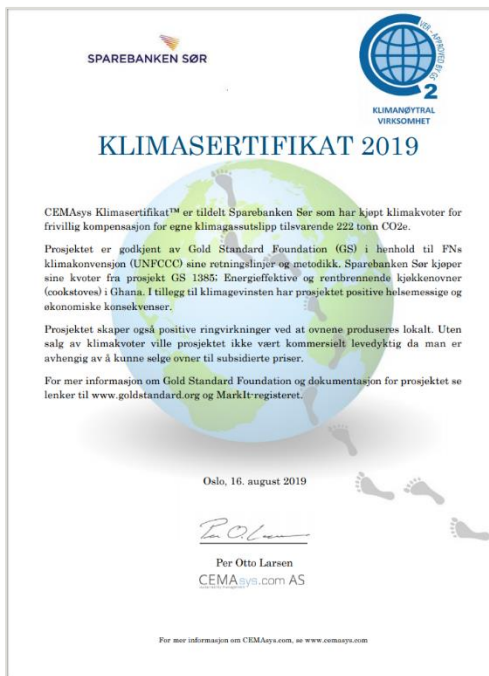 SPAREBANKEN SØR
VER - APPROVED BY GS
2
KLIMANØYTRAL
VIRKSOMHET
KLIMASERTIFIKAT 2019
CEMAsys Klimasertifikat™ er tildelt Sparebanken Sør som har kjøpt klimakvoter for
frivillig kompensasjon for egne klimagassutslipp tilsvarende 222 tonn CO2e.
Prosjektet er godkjent av Gold Standard Foundation (GS) i henhold til FNs
klimakonvensjon (UNFCCC) sine retningslinjer og metodikk. Sparebanken Sør kjøper
sine kvoter fra prosjekt GS 1385; Energieffektive og rentbrennende kjøkkenovner
(cookstoves) i Ghana. I tillegg til klimagevinsten har prosjektet positive helsemessige og
økonomiske konsekvenser.
Prosjektet skaper også positive ringvirkninger ved at ovnene produseres lokalt. Uten
salg av klimakvoter ville prosjektet ikke vært kommersielt levedyktig da man er
avhengig av å kunne selge ovner til subsidierte priser.
For mer informasjon om Gold Standard Foundation og dokumentasjon for prosjektet se
lenker til www.goldstandard.org og MarkIt-registeret.
Oslo, 16. august 2019
Per Otto Larsen
CEMAsys.com AS
For mer informasjon om CEMAsys.com, se www.cemasys.com